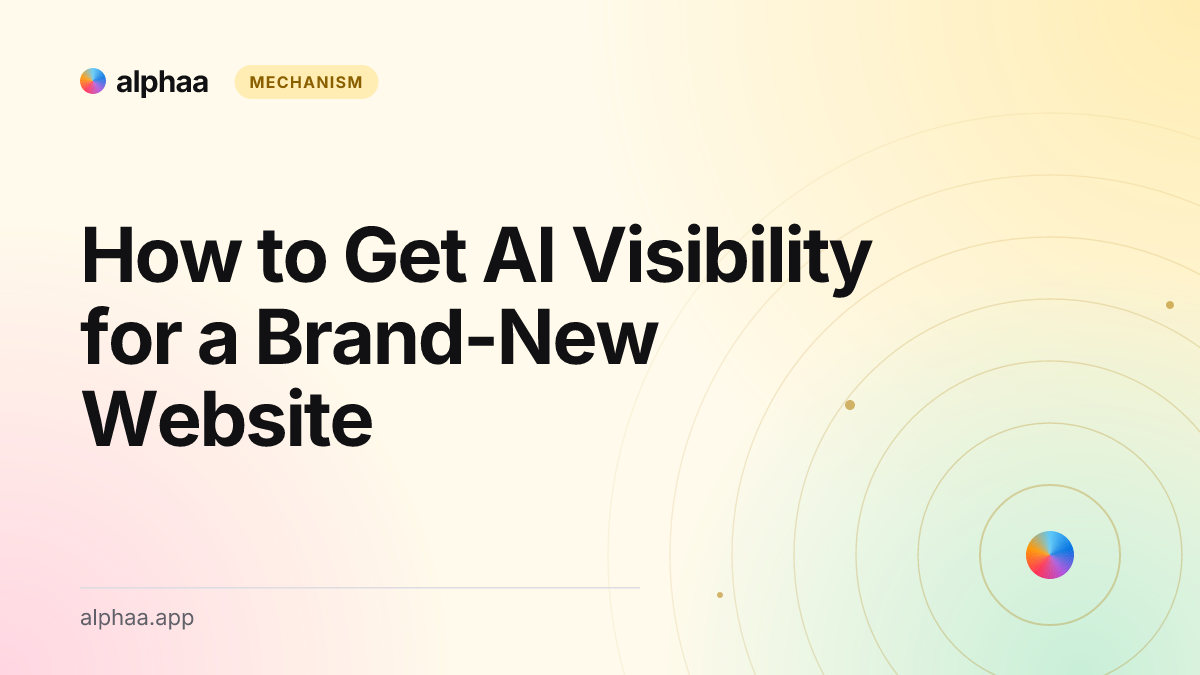 alphaa
MECHANISM
How to Get AI Visibility
for a Brand-New
Website
alphaa.app